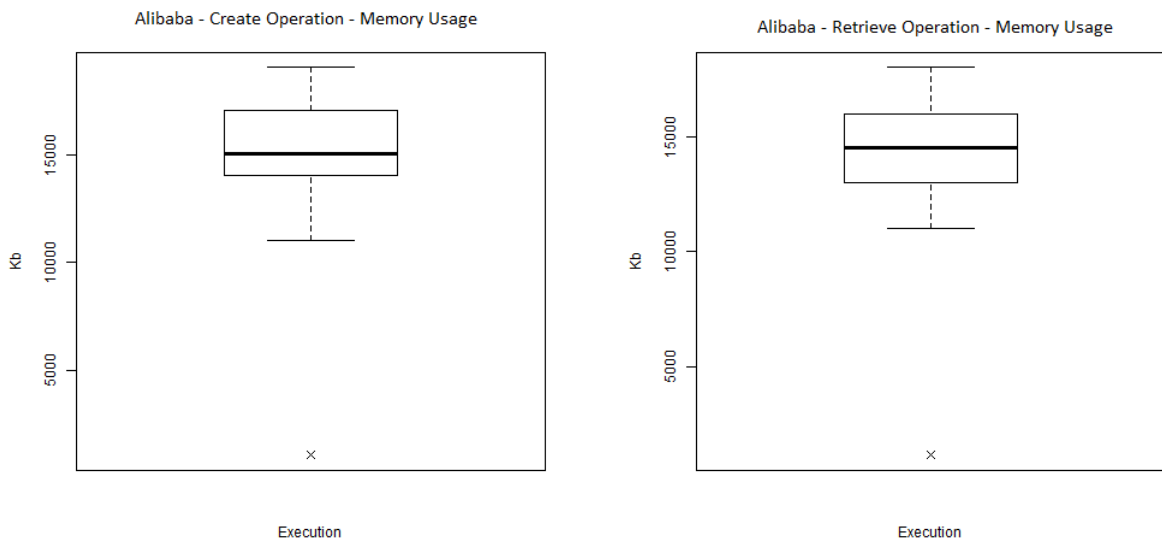 Alibaba - Create Operation - Memory Usage
Kb
15000
10000
5000
Execution
Alibaba - Retrieve Operation - Memory Usage
Kb
15000
10000
5000
Execution